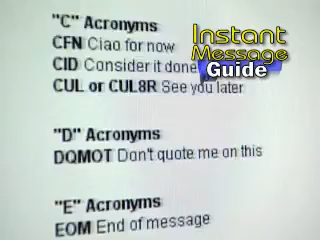 "C" Acronyms
CFN Ciao for now
CID Consider it done
CUL or CUL8R See you later
Instant
Message
Guide
"D" Acronyms
DQMOT Don't quote me on this
"E" Acronyms
EOM End of message